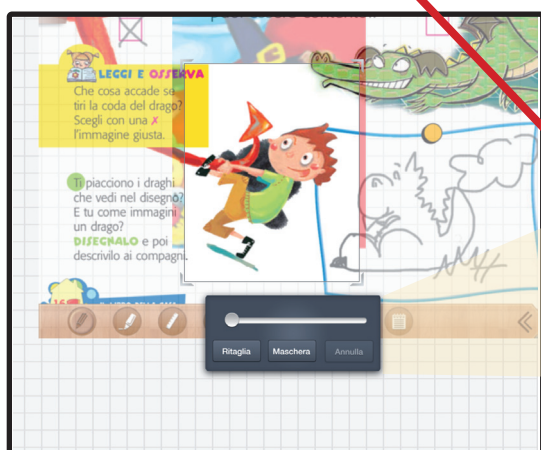 LEGGI E OSSERVA
Che cosa accade se
tiri la coda del drago?
Scegli con una ✗
l'immagine giusta.
Ti piacciono i draghi
che vedi nel disegno?
E tu come immagini
un drago?
DISEGNALO e poi
descrivilo ai compagni.
16
Ritaglia Maschera Annulla